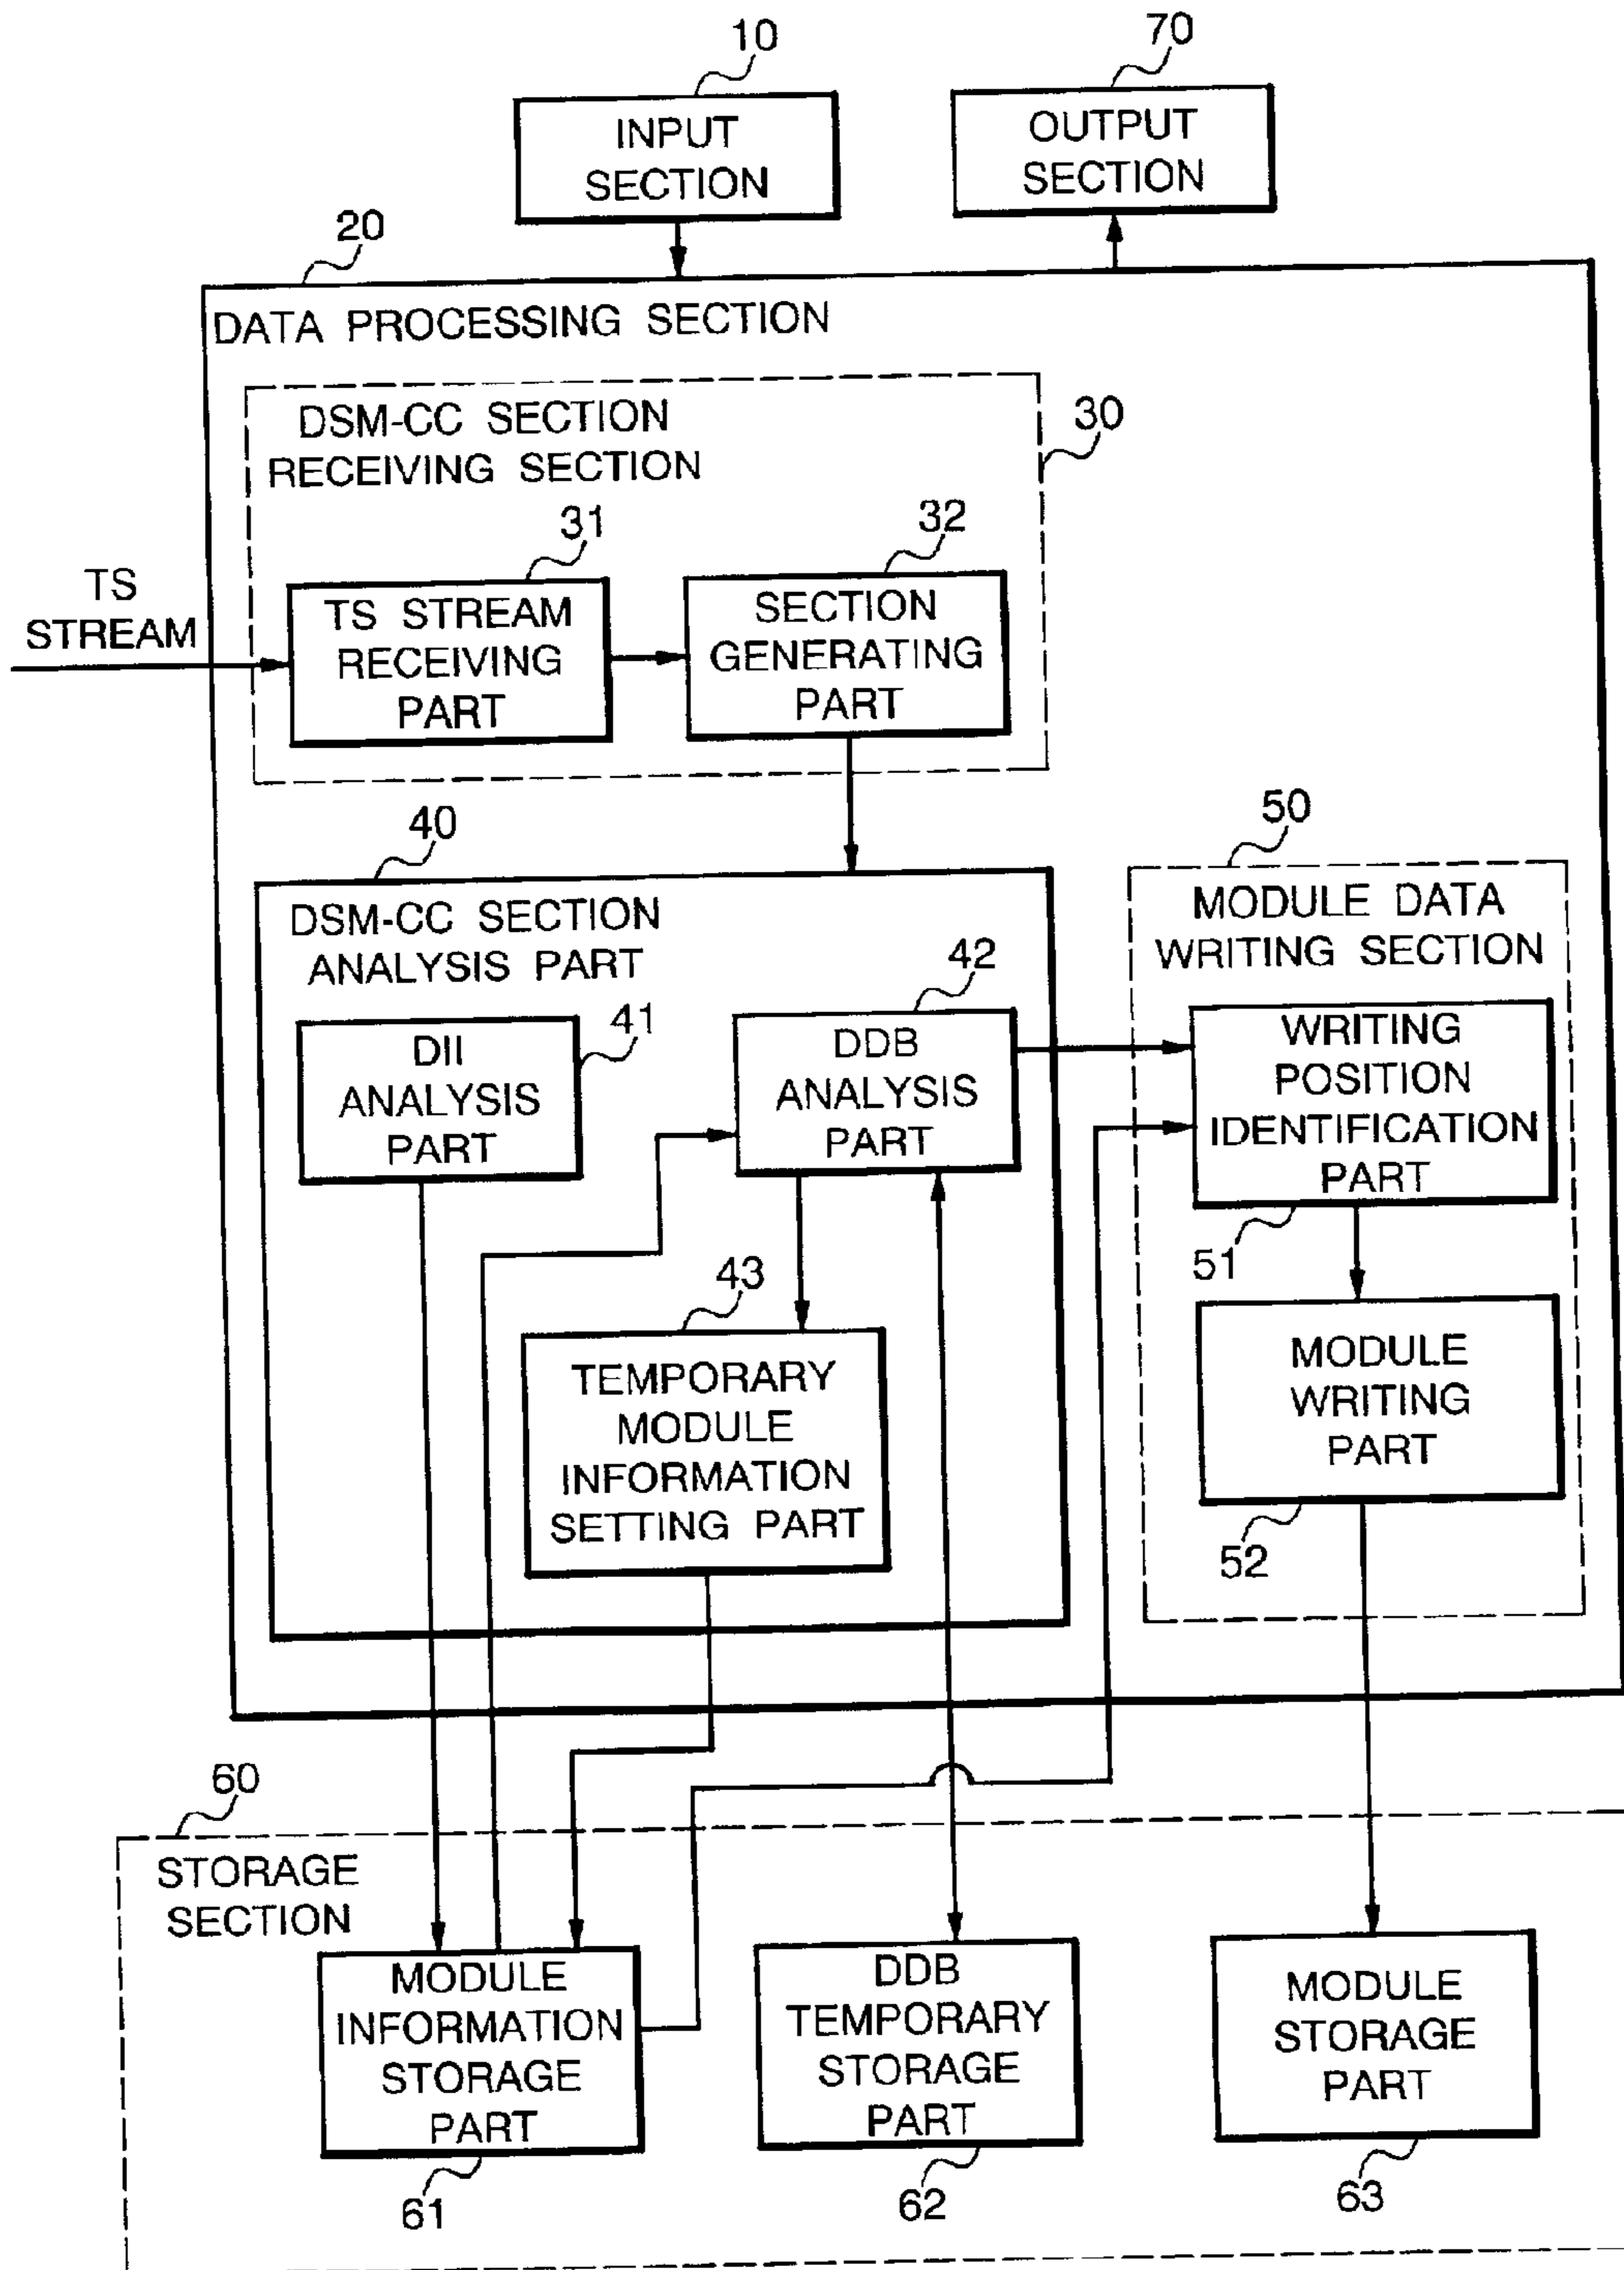 10
70
INPUT
SECTION
OUTPUT
SECTION
20
DATA PROCESSING SECTION
DSM-CC SECTION
RECEIVING SECTION
30
31
32
TS
STREAM
TS STREAM
RECEIVING
PART
SECTION
GENERATING
PART
40
50
DSM-CC SECTION
ANALYSIS PART
MODULE DATA
WRITING SECTION
41
42
DII
ANALYSIS
PART
DDB
ANALYSIS
PART
WRITING
POSITION
IDENTIFICATION
PART
51
43
TEMPORARY
MODULE
INFORMATION
SETTING PART
MODULE
WRITING
PART
52
60
STORAGE
SECTION
MODULE
INFORMATION
STORAGE
PART
DDB
TEMPORARY
STORAGE
PART
MODULE
STORAGE
PART
61
62
63